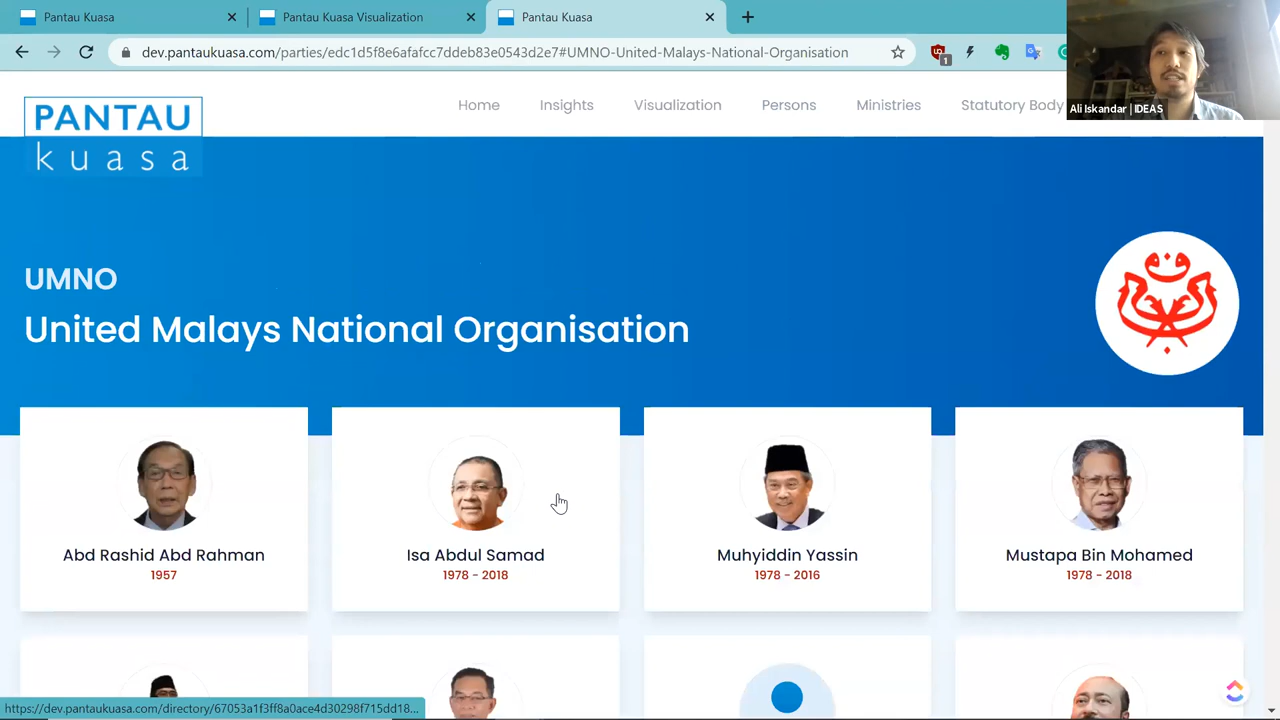 Pantau Kuasa
Pantau Kuasa Visualization
Pantau Kuasa
dev.pantaukuasa.com/parties/edc1d5f8e6afafcc7ddeb83e0543d2e7#UMNO-United-Malays-National-Organisation
1
Ali Iskandar | IDEAS
PANTAU
kuasa
Home Insights Visualization Persons Ministries Statutory Body
UMNO
United Malays National Organisation
Abd Rashid Abd Rahman
1957
Isa Abdul Samad
1978 - 2018
Muhyiddin Yassin
1978 - 2016
Mustapa Bin Mohamed
1978 - 2018
https://dev.pantaukuasa.com/directory/67053a1f3ff8a0ace4d30298f715dd18...